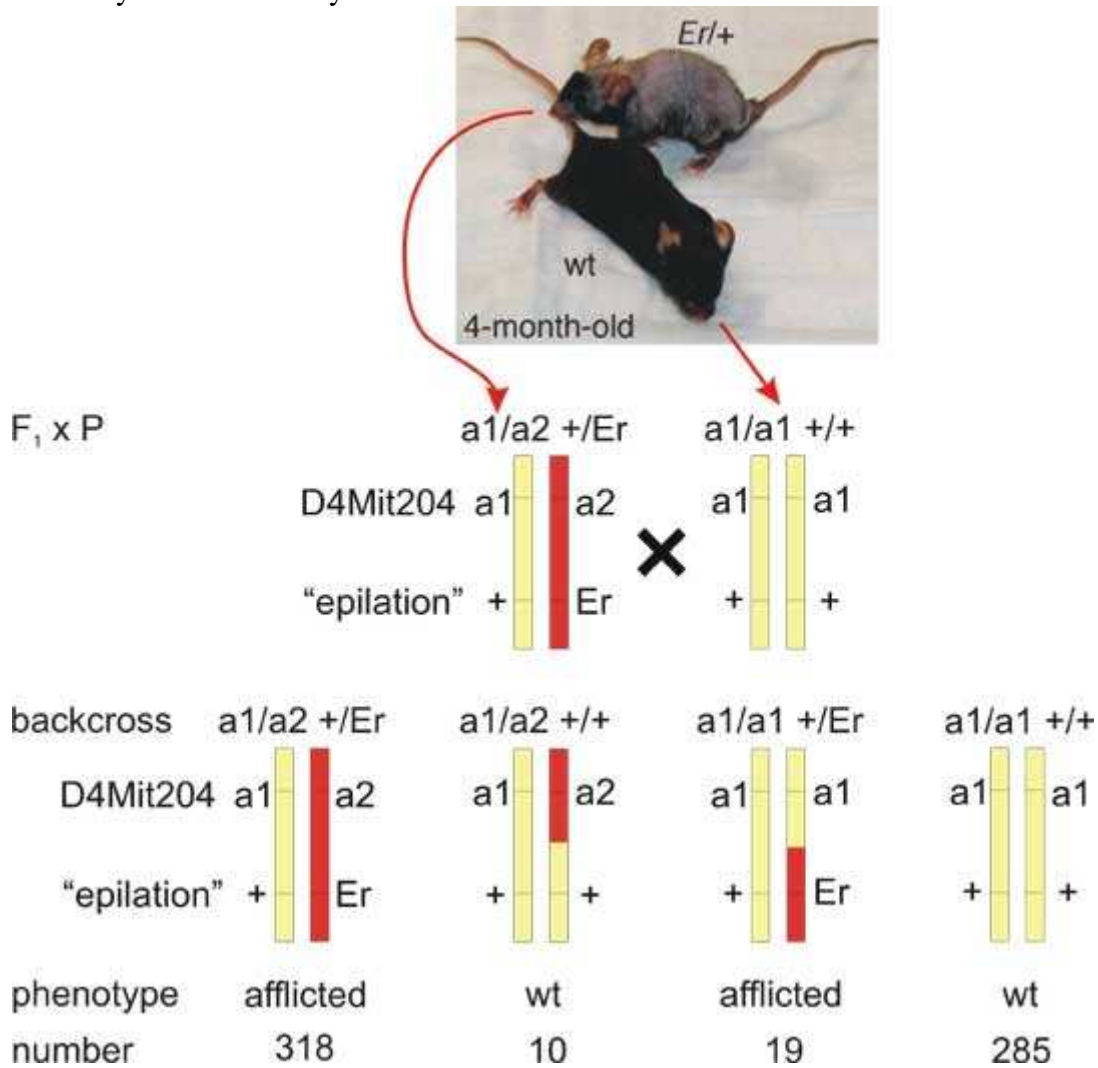 Er/+
wt
4-month-old
F₁ x P
a1/a2 +/Er a1/a1 +/+
D4Mit204 a1 a2 a1 a1
"epilation" + Er + +
backcross a1/a2 +/Er a1/a2 +/+ a1/a1 +/Er a1/a1 +/+
D4Mit204 a1 a2 a1 a2 a1 a1 a1 a1
"epilation" + Er + + + Er + +
phenotype afflicted wt afflicted wt
number 318 10 19 285